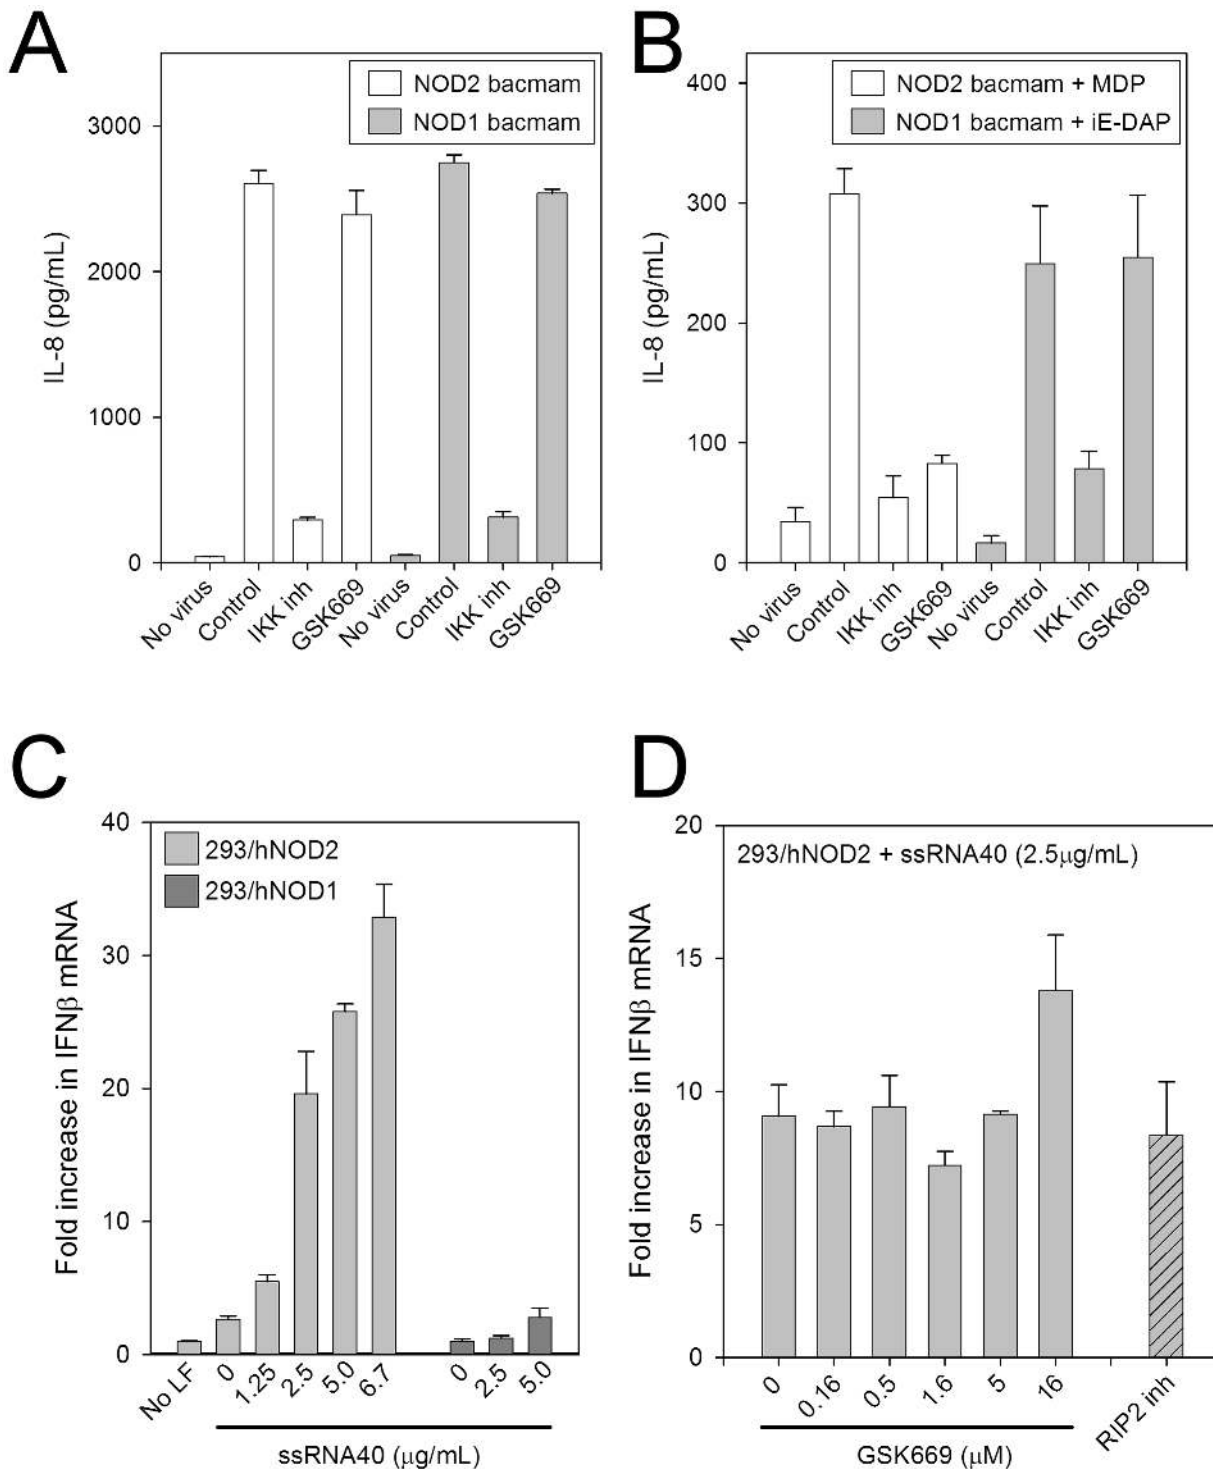 A
NOD2 bacmam
NOD1 bacmam
IL-8 (pg/mL)
3000
2000
1000
0
No virus
Control
IKK inh
GSK669
No virus
Control
IKK inh
GSK669
B
NOD2 bacmam + MDP
NOD1 bacmam + iE-DAP
IL-8 (pg/mL)
400
300
200
100
0
No virus
Control
IKK inh
GSK669
No virus
Control
IKK inh
GSK669
C
293/hNOD2
293/hNOD1
Fold increase in IFNβ mRNA
40
30
20
10
0
No LF
0
1.25
2.5
5.0
6.7
0
2.5
5.0
ssRNA40 (μg/mL)
D
293/hNOD2 + ssRNA40 (2.5μg/mL)
Fold increase in IFNβ mRNA
20
15
10
5
0
0
0.16
0.5
1.6
5
16
RIP2 inh
GSK669 (μM)